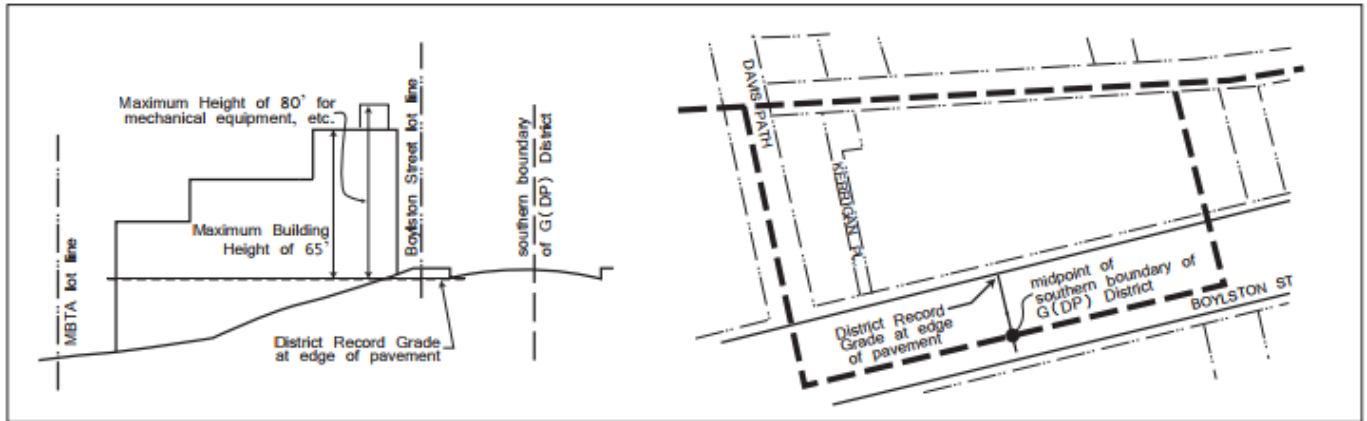 Maximum Height of 80' for
mechanical equipment, etc.
Boylston Street lot line
southern boundary
of G(DP) District
Maximum Building
Height of 65'
MBTA lot line
District Record Grade
at edge of pavement
DAVIS PATH
KERRIGAN PL
District Record
Grade at edge
of pavement
midpoint of
southern boundary of
G(DP) District
BOYLSTON ST